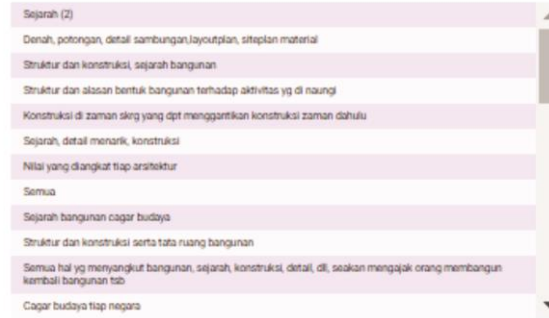 Sejarah (2)
Denah, potongan, detail sambungan,layoutplan, siteplan material
Struktur dan konstruksi, sejarah bangunan
Struktur dan alasan bentuk bangunan terhadap aktivitas yg di naungi
Konstruksi di zaman skrg yang dpt menggantikan konstruksi zaman dahulu
Sejarah, detail menarik, konstruksi
Nilai yang diangkat tiap arsitektur
Semua
Sejarah bangunan cagar budaya
Struktur dan konstruksi serta tata ruang bangunan
Semua hal yg menyangkut bangunan, sejarah, konstruksi, detail, dll, seakan mengajak orang membangun
kembali bangunan tsb
Cagar budaya tiap negara